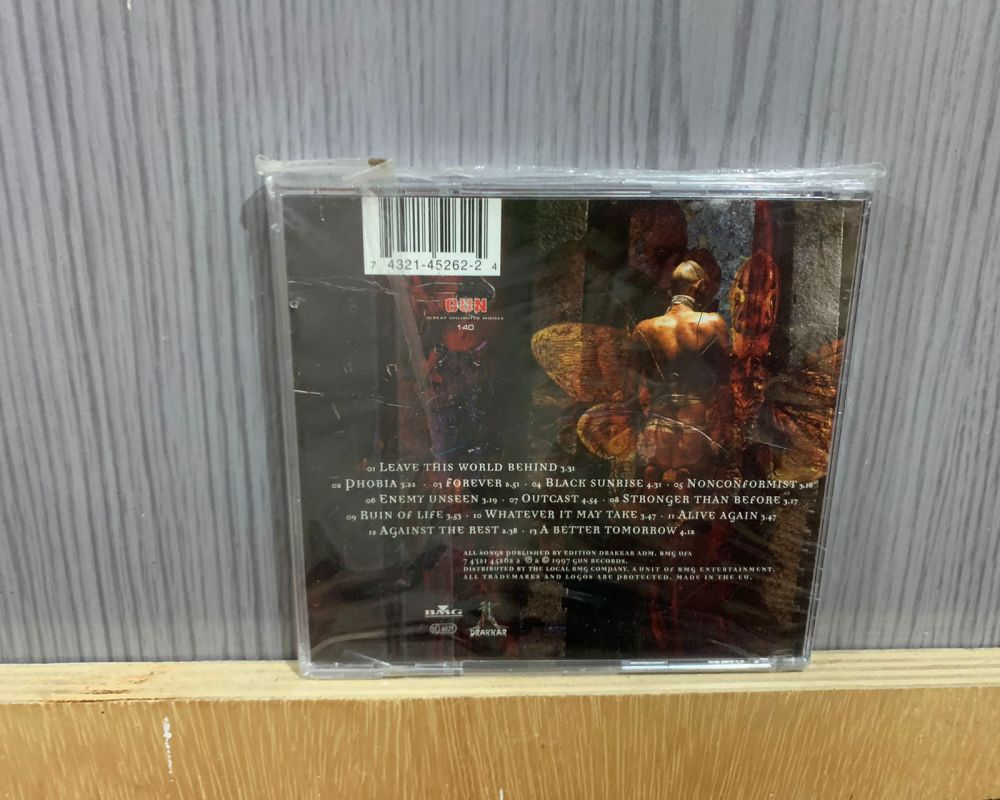 7 4321-45262-2 4
GUN
GREAT UNLIMITED NOISES
140
01 LEAVE THIS WORLD BEHIND 3.31
02 PHOBIA 3.22 · 03 FOREVER 2.51 · 04 BLACK SUNRISE 4.31 · 05 NONCONFORMIST 3.10
06 ENEMY UNSEEN 3.19 · 07 OUTCAST 4.54 · 08 STRONGER THAN BEFORE 3.17 ·
09 RUIN OF LIFE 3.53 · 10 WHATEVER IT MAY TAKE 3.47 · 11 ALIVE AGAIN 3.47
12 AGAINST THE REST 2.38 · 13 A BETTER TOMORROW 4.12
ALL SONGS PUBLISHED BY EDITION DRAKKAR ADM. BMG UFA
7 4321 45262 2 ℗ & © 1997 GUN RECORDS.
DISTRIBUTED BY THE LOCAL BMG COMPANY. A UNIT OF BMG ENTERTAINMENT.
ALL TRADEMARKS AND LOGOS ARE PROTECTED. MADE IN THE EU.
BMG
DRAKKAR